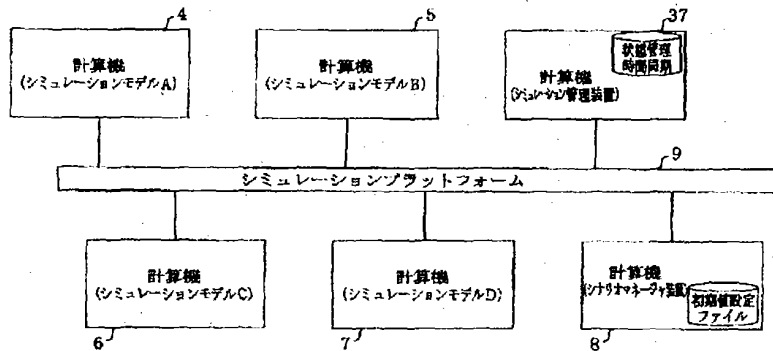 4
5
37
計算機
(シミュレーションモデルA)
計算機
(シミュレーションモデルB)
計算機
(シミュレーション管理装置)
状態管理
時間同期
9
シミュレーションプラットフォーム
計算機
(シミュレーションモデルC)
計算機
(シミュレーションモデルD)
計算機
(シナリオマネージャ装置)
初期値設定
ファイル
6
7
8